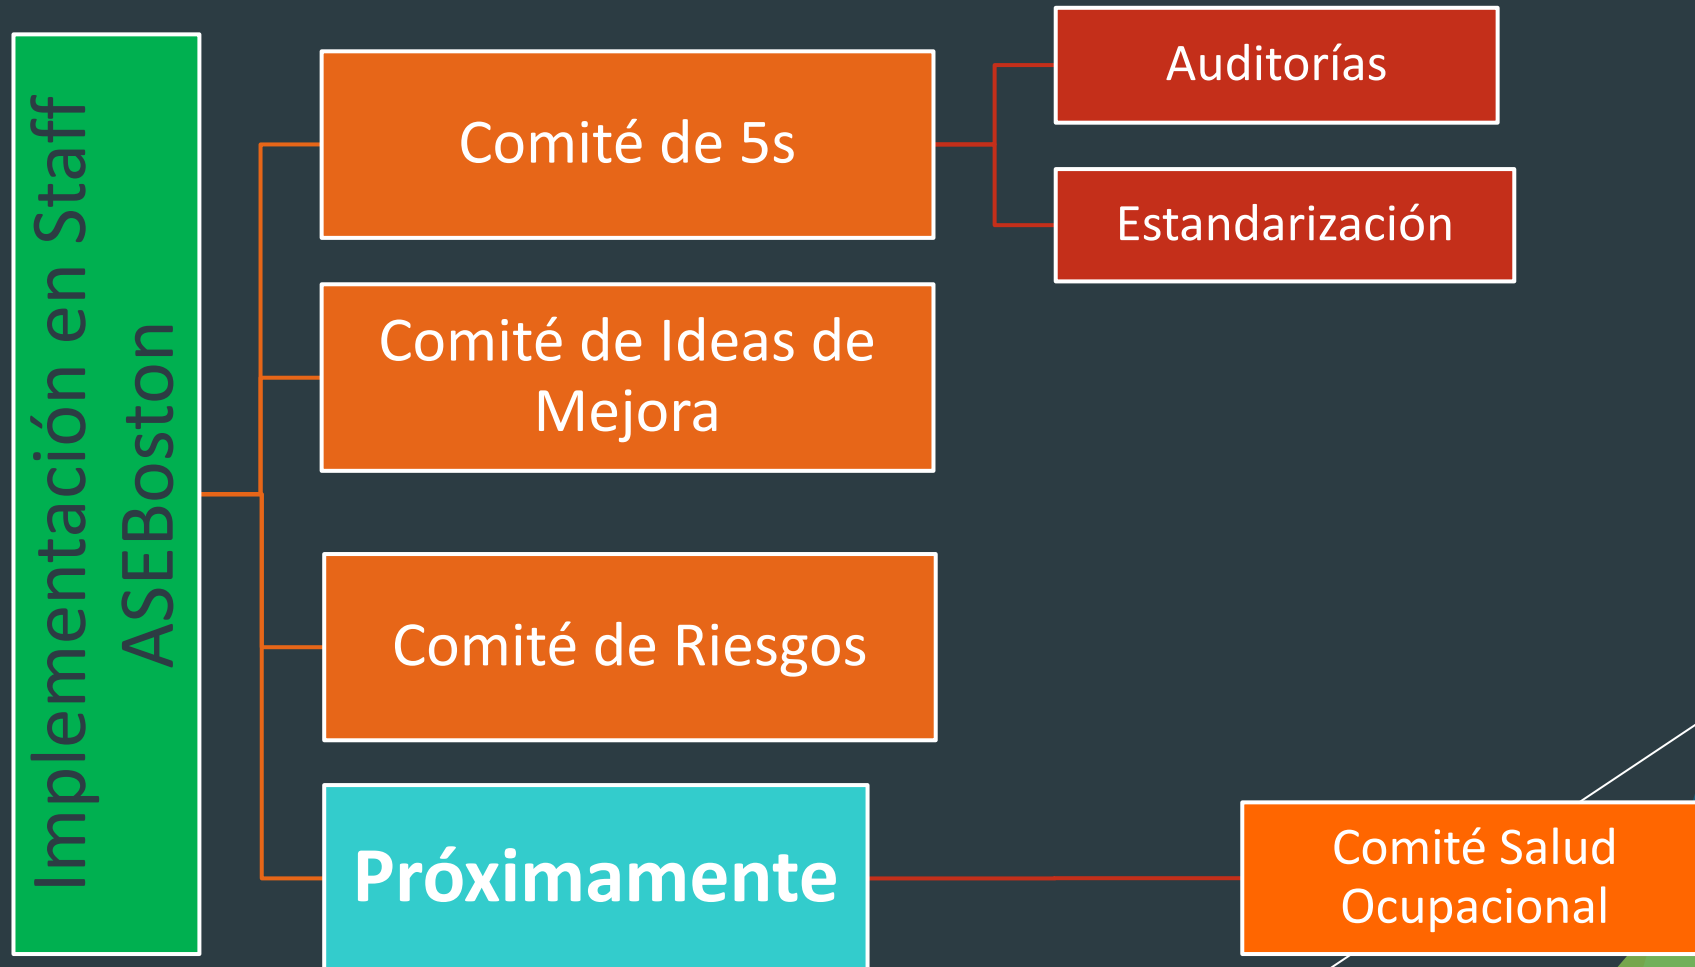 Implementación en Staff
ASEBoston
Comité de 5s
Auditorías
Estandarización
Comité de Ideas de
Mejora
Comité de Riesgos
Próximamente
Comité Salud
Ocupacional